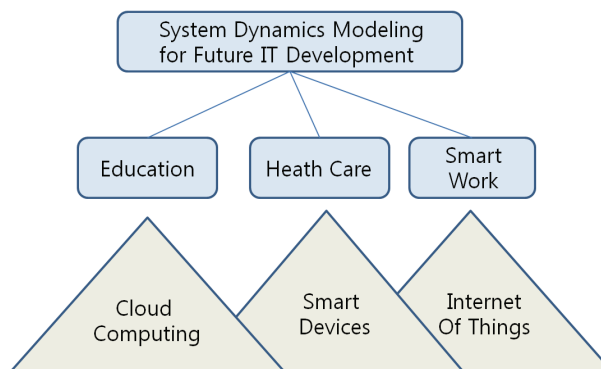 System Dynamics Modeling
for Future IT Development
Education
Heath Care
Smart
Work
Cloud
Computing
Smart
Devices
Internet
Of Things